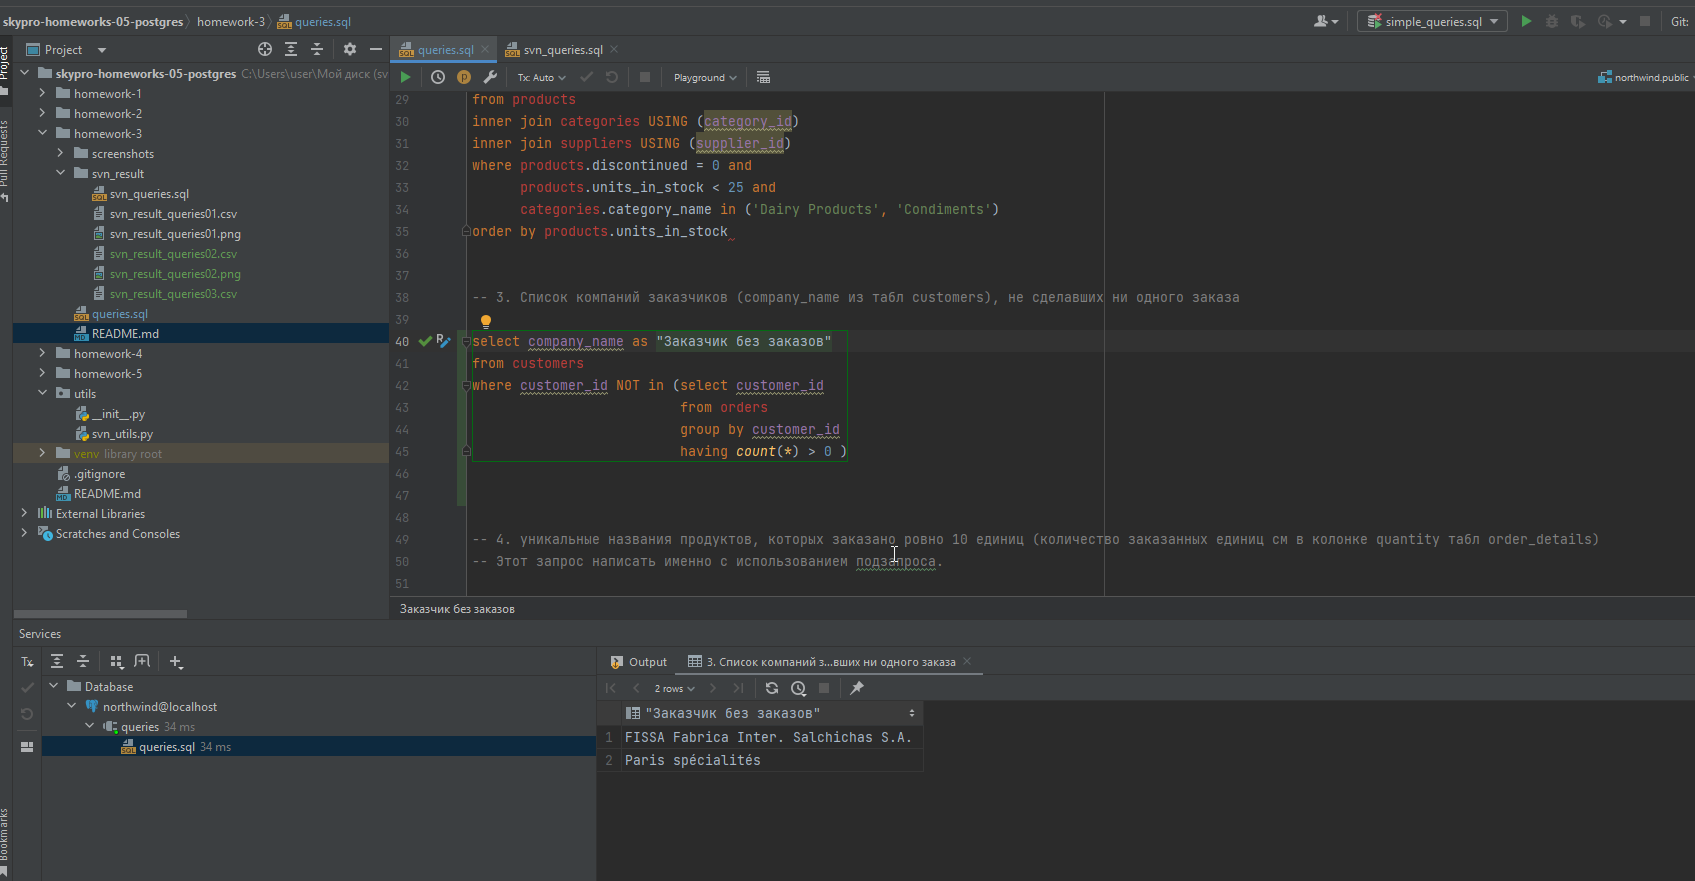 skypro-homeworks-05-postgres
homework-3
queries.sql
simple_queries.sql
Git:
Project
queries.sql
svn_queries.sql
Tx: Auto
Playground
northwind.public
Project
Pull Requests
Bookmarks
skypro-homeworks-05-postgres C:\Users\user\Мой диск (sv
homework-1
homework-2
homework-3
screenshots
svn_result
svn_queries.sql
svn_result_queries01.csv
svn_result_queries01.png
svn_result_queries02.csv
svn_result_queries02.png
svn_result_queries03.csv
queries.sql
README.md
homework-4
homework-5
utils
__init__.py
svn_utils.py
venv library root
.gitignore
README.md
External Libraries
Scratches and Consoles
29 from products
30 inner join categories USING (category_id)
31 inner join suppliers USING (supplier_id)
32 where products.discontinued = 0 and
33 products.units_in_stock < 25 and
34 categories.category_name in ('Dairy Products', 'Condiments')
35 order by products.units_in_stock
36
37
38 -- 3. Список компаний заказчиков (company_name из табл customers), не сделавших ни одного заказа
39
40 select company_name as "Заказчик без заказов"
41 from customers
42 where customer_id NOT in (select customer_id
43 from orders
44 group by customer_id
45 having count(*) > 0 )
46
47
48
49 -- 4. уникальные названия продуктов, которых заказано ровно 10 единиц (количество заказанных единиц см в колонке quantity табл order_details)
50 -- Этот запрос написать именно с использованием подзапроса.
51
Заказчик без заказов
Services
Tx
Database
northwind@localhost
queries 34 ms
queries.sql 34 ms
Output
3. Список компаний з...вших ни одного заказа
2 rows
"Заказчик без заказов"
1 FISSA Fabrica Inter. Salchichas S.A.
2 Paris spécialités